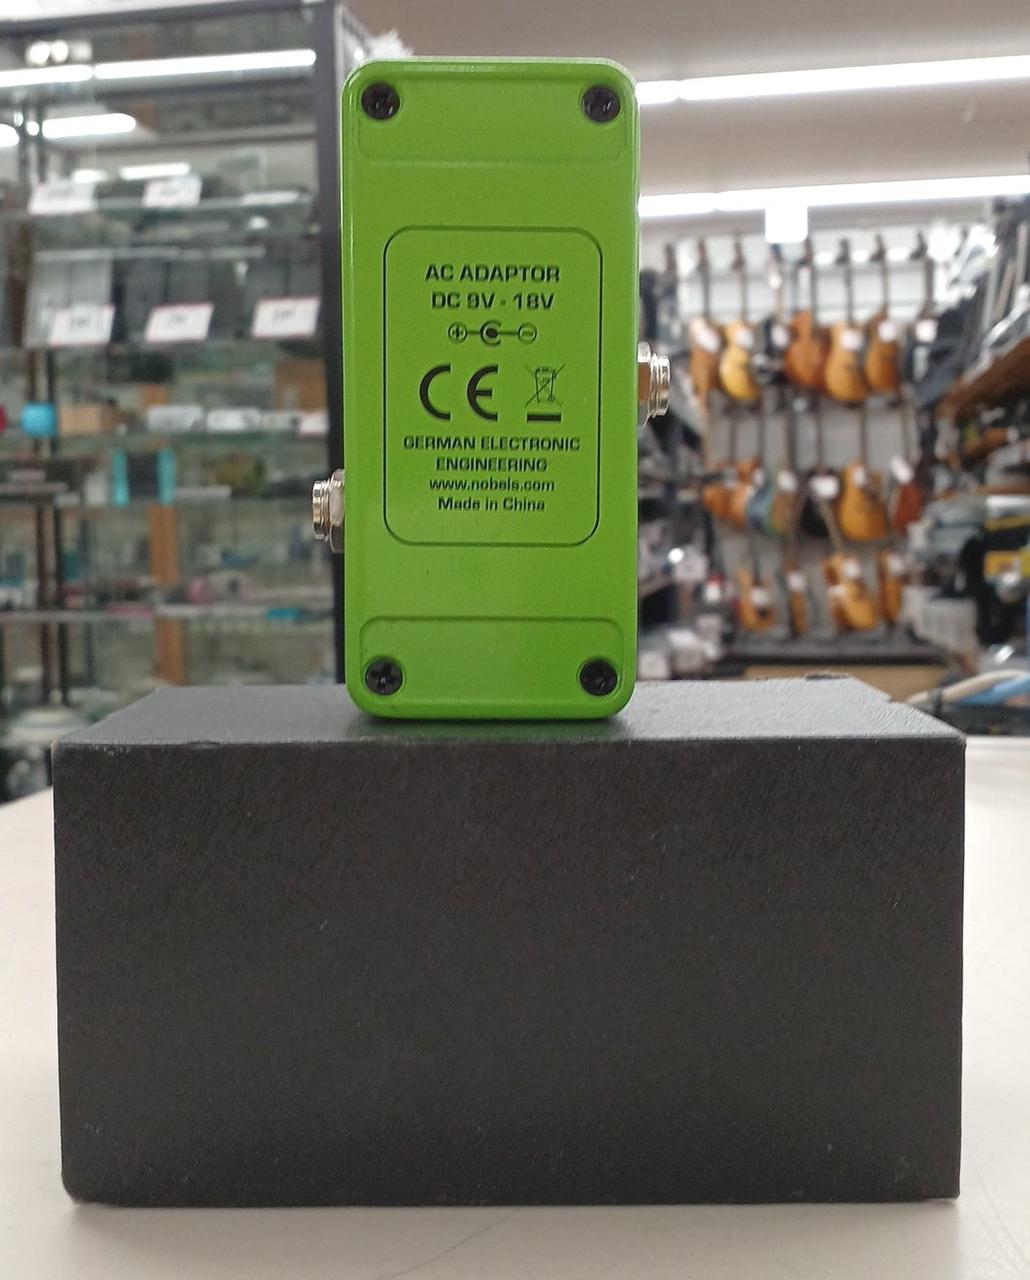 AC ADAPTOR
DC 9V - 18V
CE
GERMAN ELECTRONIC
ENGINEERING
www.nobels.com
Made in China